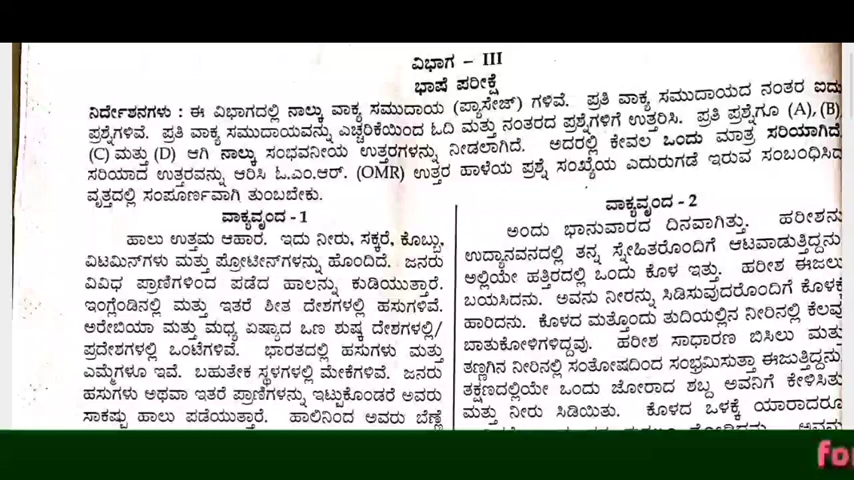 ವಿಭಾಗ – III
ಭಾಷೆ ಪರೀಕ್ಷೆ
ನಿರ್ದೇಶನಗಳು : ಈ ವಿಭಾಗದಲ್ಲಿ ನಾಲ್ಕು ವಾಕ್ಯ ಸಮುದಾಯ (ಪ್ಯಾಸೇಜ್) ಗಳಿವೆ. ಪ್ರತಿ ವಾಕ್ಯ ಸಮುದಾಯದ ನಂತರ ಐದು
ಪ್ರಶ್ನೆಗಳಿವೆ. ಪ್ರತಿ ವಾಕ್ಯ ಸಮುದಾಯವನ್ನು ಎಚ್ಚರಿಕೆಯಿಂದ ಓದಿ ಮತ್ತು ನಂತರದ ಪ್ರಶ್ನೆಗಳಿಗೆ ಉತ್ತರಿಸಿ. ಪ್ರತಿ ಪ್ರಶ್ನೆಗೂ (A), (B)
(C) ಮತ್ತು (D) ಆಗಿ ನಾಲ್ಕು ಸಂಭವನೀಯ ಉತ್ತರಗಳನ್ನು ನೀಡಲಾಗಿದೆ. ಅದರಲ್ಲಿ ಕೇವಲ ಒಂದು ಮಾತ್ರ ಸರಿಯಾಗಿದೆ.
ಸರಿಯಾದ ಉತ್ತರವನ್ನು ಆರಿಸಿ ಓ.ಎಂ.ಆರ್. (OMR) ಉತ್ತರ ಹಾಳೆಯ ಪ್ರಶ್ನೆ ಸಂಖ್ಯೆಯ ಎದುರುಗಡೆ ಇರುವ ಸಂಬಂಧಿಸಿದ
ವೃತ್ತದಲ್ಲಿ ಸಂಪೂರ್ಣವಾಗಿ ತುಂಬಬೇಕು.
ವಾಕ್ಯವೃಂದ - 1
ಹಾಲು ಉತ್ತಮ ಆಹಾರ. ಇದು ನೀರು, ಸಕ್ಕರೆ, ಕೊಬ್ಬು,
ವಿಟಮಿನ್‌ಗಳು ಮತ್ತು ಪ್ರೋಟೀನ್‌ಗಳನ್ನು ಹೊಂದಿದೆ. ಜನರು
ವಿವಿಧ ಪ್ರಾಣಿಗಳಿಂದ ಪಡೆದ ಹಾಲನ್ನು ಕುಡಿಯುತ್ತಾರೆ.
ಇಂಗ್ಲೆಂಡಿನಲ್ಲಿ ಮತ್ತು ಇತರೆ ಶೀತ ದೇಶಗಳಲ್ಲಿ ಹಸುಗಳಿವೆ.
ಅರೇಬಿಯಾ ಮತ್ತು ಮಧ್ಯ ಏಷ್ಯಾದ ಒಣ ಶುಷ್ಕ ದೇಶಗಳಲ್ಲಿ/
ಪ್ರದೇಶಗಳಲ್ಲಿ ಒಂಟೆಗಳಿವೆ. ಭಾರತದಲ್ಲಿ ಹಸುಗಳು ಮತ್ತು
ಎಮ್ಮೆಗಳೂ ಇವೆ. ಬಹುತೇಕ ಸ್ಥಳಗಳಲ್ಲಿ ಮೇಕೆಗಳಿವೆ. ಜನರು
ಹಸುಗಳು ಅಥವಾ ಇತರೆ ಪ್ರಾಣಿಗಳನ್ನು ಇಟ್ಟುಕೊಂಡರೆ ಅವರು
ಸಾಕಷ್ಟು ಹಾಲು ಪಡೆಯುತ್ತಾರೆ. ಹಾಲಿನಿಂದ ಅವರು ಬೆಣ್ಣೆ
ವಾಕ್ಯವೃಂದ - 2
ಅಂದು ಭಾನುವಾರದ ದಿನವಾಗಿತ್ತು. ಹರೀಶನು
ಉದ್ಯಾನವನದಲ್ಲಿ ತನ್ನ ಸ್ನೇಹಿತರೊಂದಿಗೆ ಆಟವಾಡುತ್ತಿದ್ದನು
ಅಲ್ಲಿಯೇ ಹತ್ತಿರದಲ್ಲಿ ಒಂದು ಕೊಳ ಇತ್ತು. ಹರೀಶ ಈಜಲು
ಬಯಸಿದನು. ಅವನು ನೀರನ್ನು ಸಿಡಿಸುವುದರೊಂದಿಗೆ ಕೊಳಕ್ಕೆ
ಹಾರಿದನು. ಕೊಳದ ಮತ್ತೊಂದು ತುದಿಯಲ್ಲಿನ ನೀರಿನಲ್ಲಿ ಕೆಲವು
ಬಾತುಕೋಳಿಗಳಿದ್ದವು. ಹರೀಶ ಸಾಧಾರಣ ಬಿಸಿಲು ಮತ್ತು
ತಣ್ಣಗಿನ ನೀರಿನಲ್ಲಿ ಸಂತೋಷದಿಂದ ಸಂಭ್ರಮಿಸುತ್ತಾ ಈಜುತ್ತಿದ್ದನು
ತಕ್ಷಣದಲ್ಲಿಯೇ ಒಂದು ಜೋರಾದ ಶಬ್ದ ಅವನಿಗೆ ಕೇಳಿಸಿತು
ಮತ್ತು ನೀರು ಸಿಡಿಯಿತು. ಕೊಳದ ಒಳಕ್ಕೆ ಯಾರಾದರೂ
for